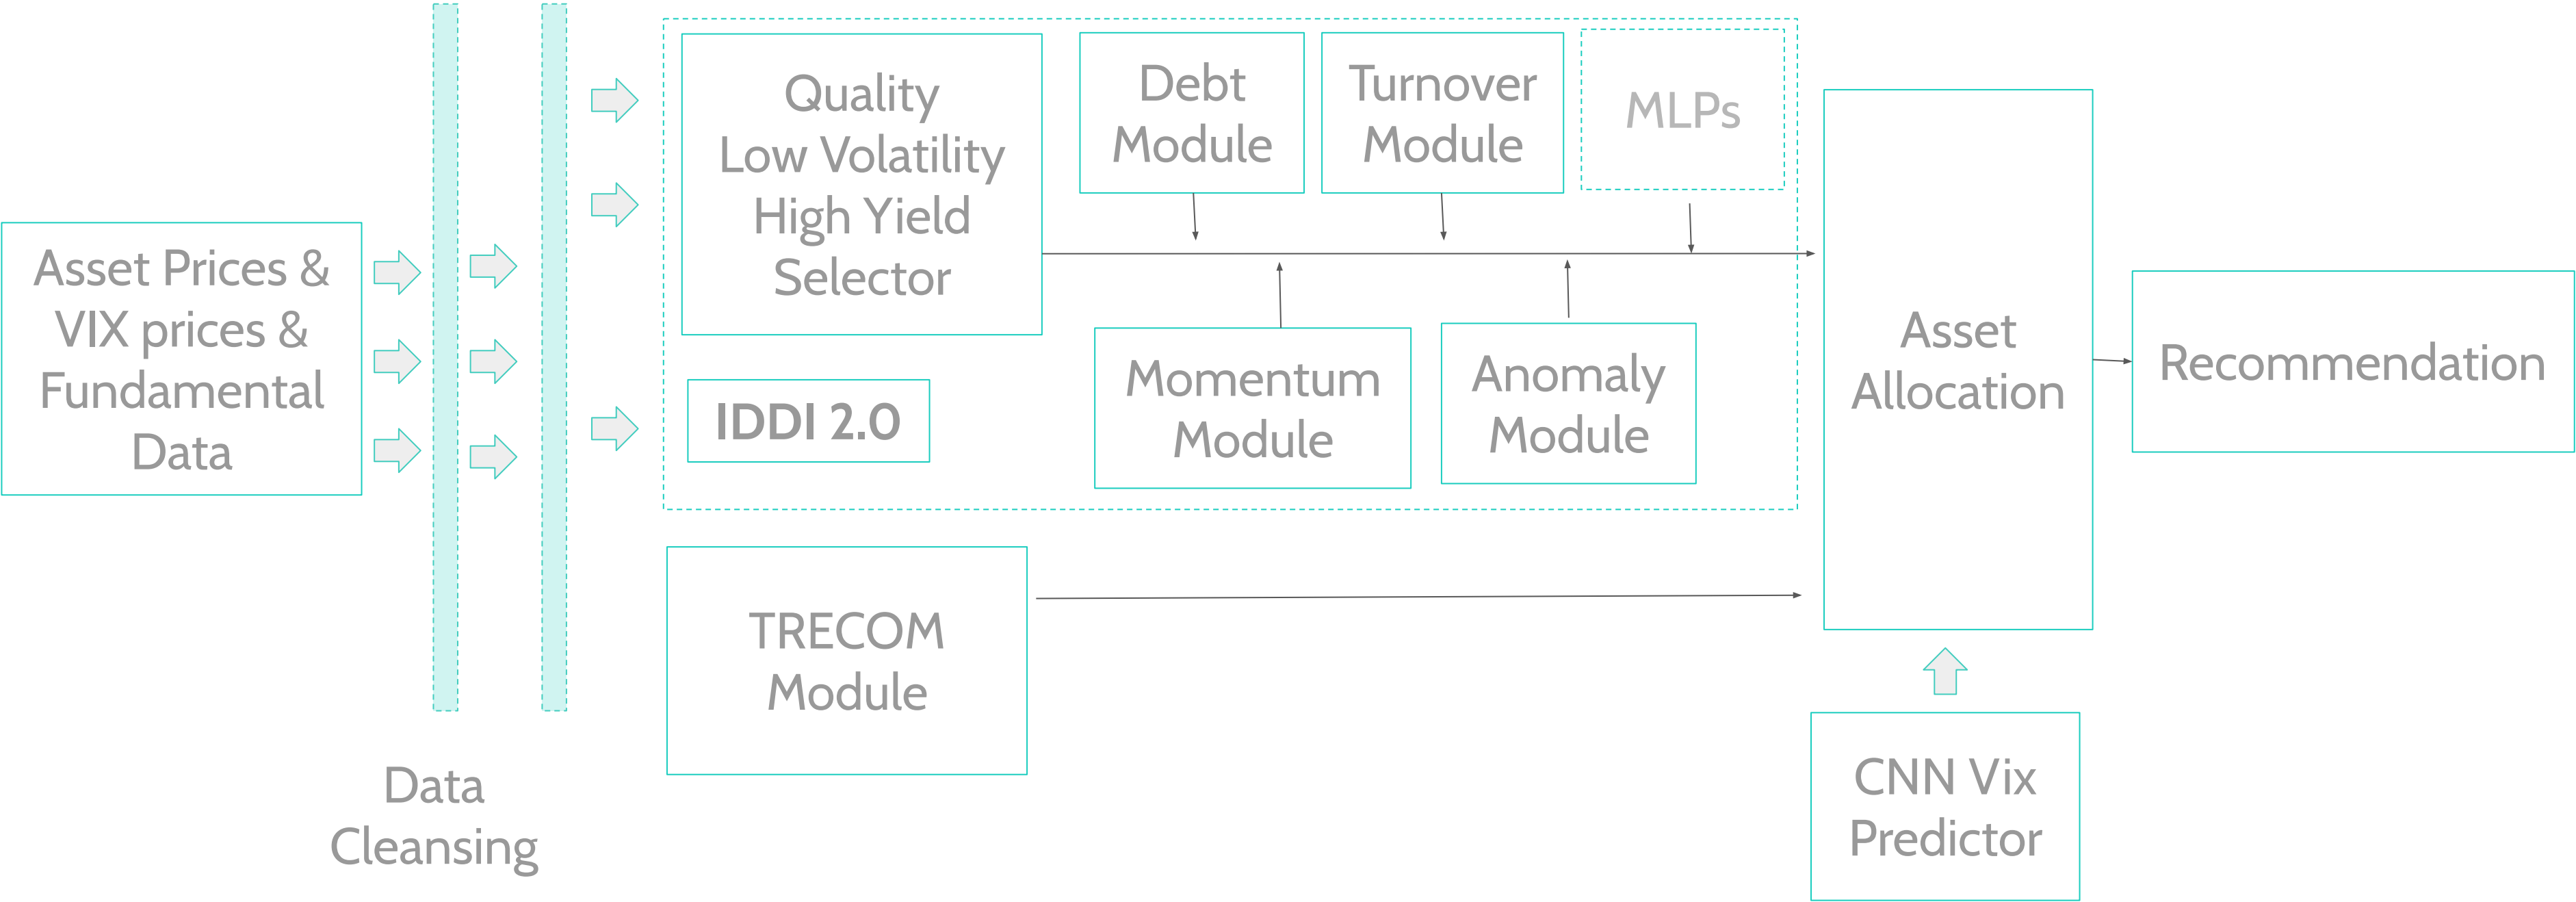 Asset Prices &
VIX prices &
Fundamental
Data
Data
Cleansing
Quality
Low Volatility
High Yield
Selector
IDDI 2.0
Debt
Module
Turnover
Module
MLPs
Momentum
Module
Anomaly
Module
TRECOM
Module
Asset
Allocation
CNN Vix
Predictor
Recommendation